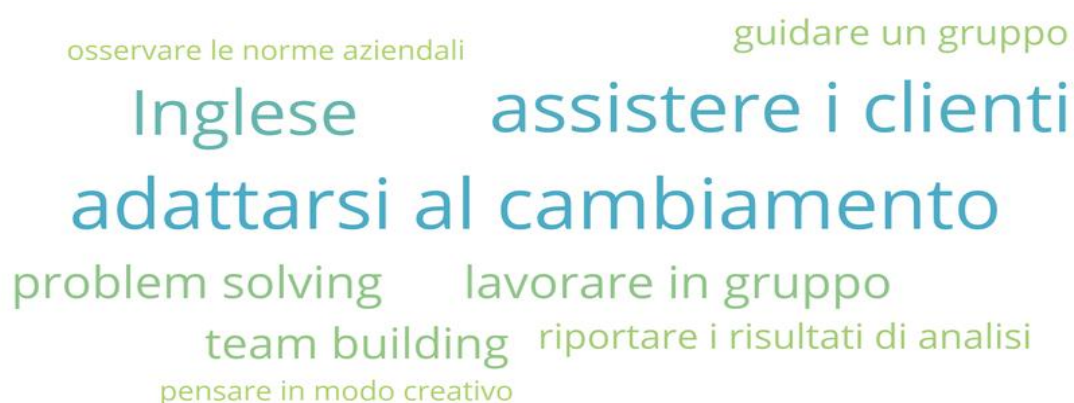 osservare le norme aziendali
guidare un gruppo
Inglese
assistere i clienti
adattarsi al cambiamento
problem solving
lavorare in gruppo
team building
riportare i risultati di analisi
pensare in modo creativo